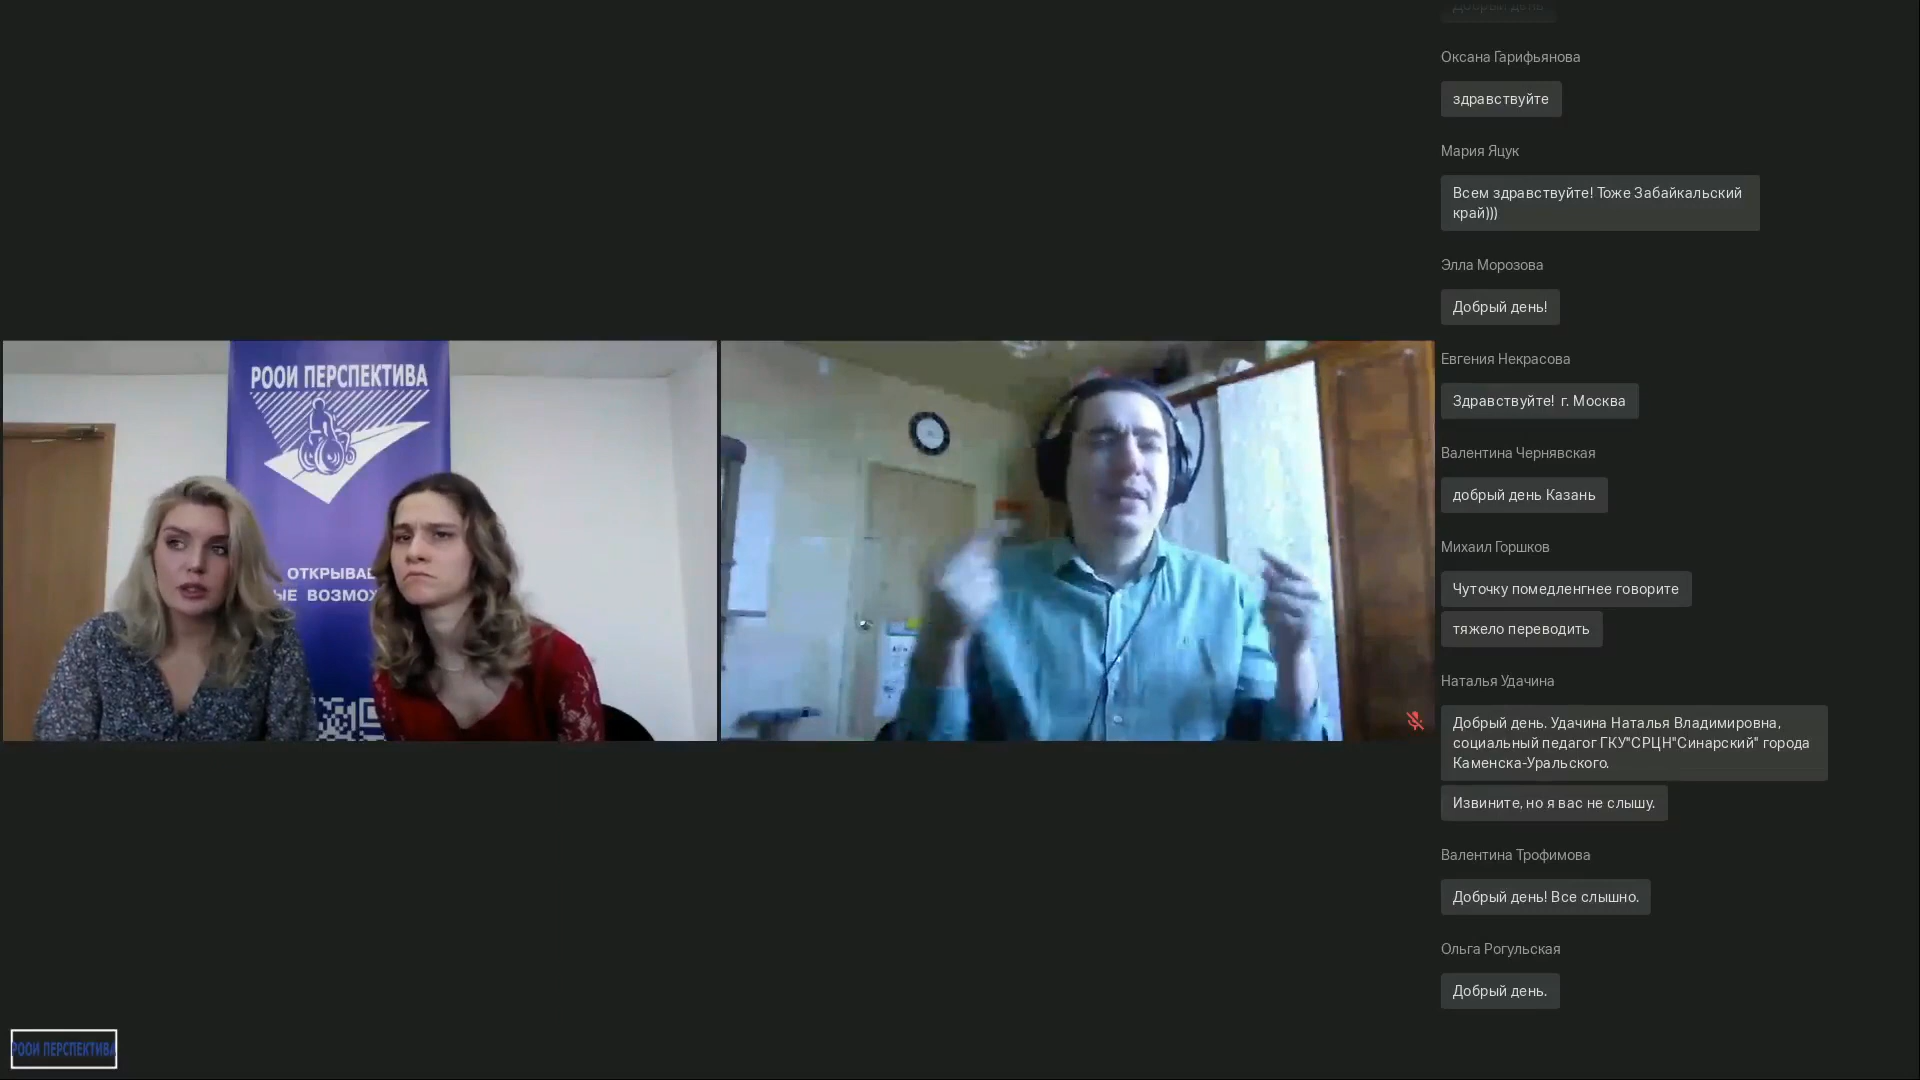 РООИ ПЕРСПЕКТИВА
ОТКРЫВАЕ
ЫЕ ВОЗМОЖ
РООИ ПЕРСПЕКТИВА
Добрый день
Оксана Гарифьянова
здравствуйте
Мария Яцук
Всем здравствуйте! Тоже Забайкальский
край)))
Элла Морозова
Добрый день!
Евгения Некрасова
Здравствуйте! г. Москва
Валентина Чернявская
добрый день Казань
Михаил Горшков
Чуточку помедленгнее говорите
тяжело переводить
Наталья Удачина
Добрый день. Удачина Наталья Владимировна,
социальный педагог ГКУ"СРЦН"Синарский" города
Каменска-Уральского.
Извините, но я вас не слышу.
Валентина Трофимова
Добрый день! Все слышно.
Ольга Рогульская
Добрый день.